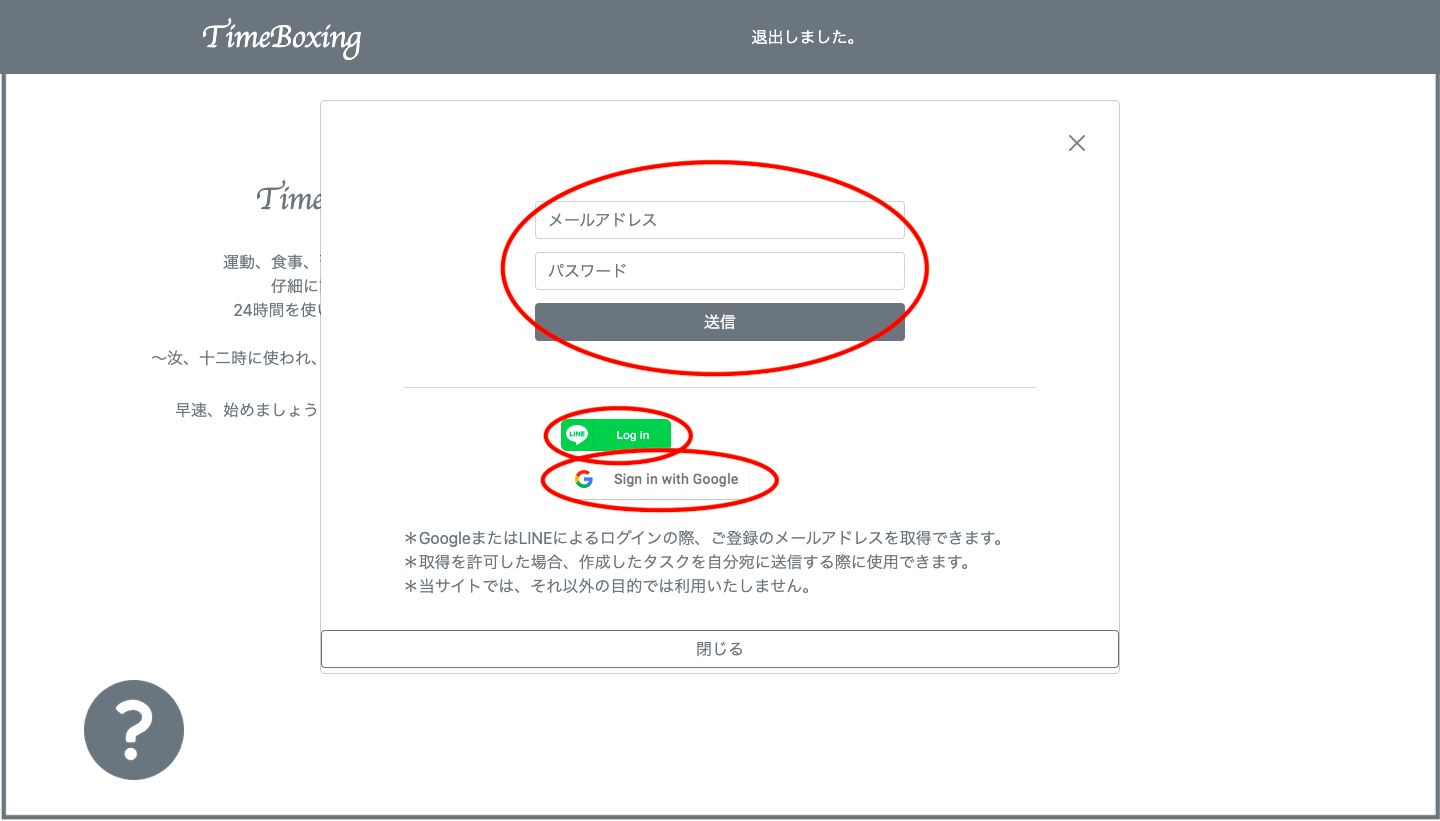 TimeBoxing
退出しました。
Time
運動、食事、
仔細に
24時間を使い
〜汝、十二時に使われ、
早速、始めましょう
メールアドレス
パスワード
送信
LINE
Log in
Sign in with Google
＊GoogleまたはLINEによるログインの際、ご登録のメールアドレスを取得できます。
＊取得を許可した場合、作成したタスクを自分宛に送信する際に使用できます。
＊当サイトでは、それ以外の目的では利用いたしません。
閉じる
?